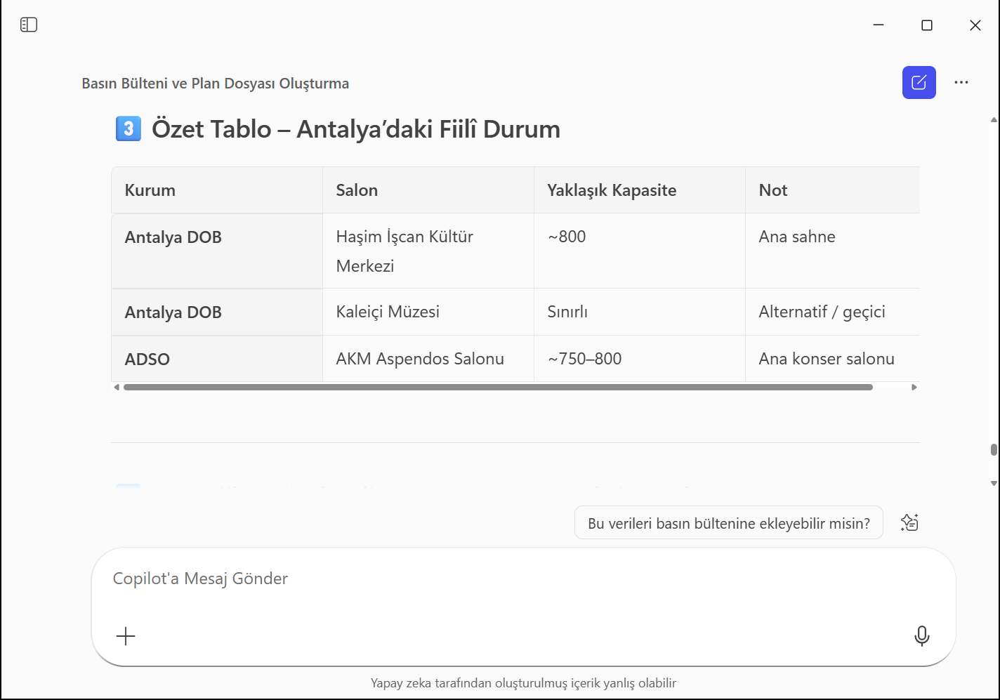 Basın Bülteni ve Plan Dosyası Oluşturma
3 Özet Tablo – Antalya’daki Fiilî Durum
Kurum Salon Yaklaşık Kapasite Not
Antalya DOB Haşim İşcan Kültür Merkezi ~800 Ana sahne
Antalya DOB Kaleiçi Müzesi Sınırlı Alternatif / geçici
ADSO AKM Aspendos Salonu ~750–800 Ana konser salonu
Bu verileri basın bültenine ekleyebilir misin?
Copilot'a Mesaj Gönder
Yapay zeka tarafından oluşturulmuş içerik yanlış olabilir